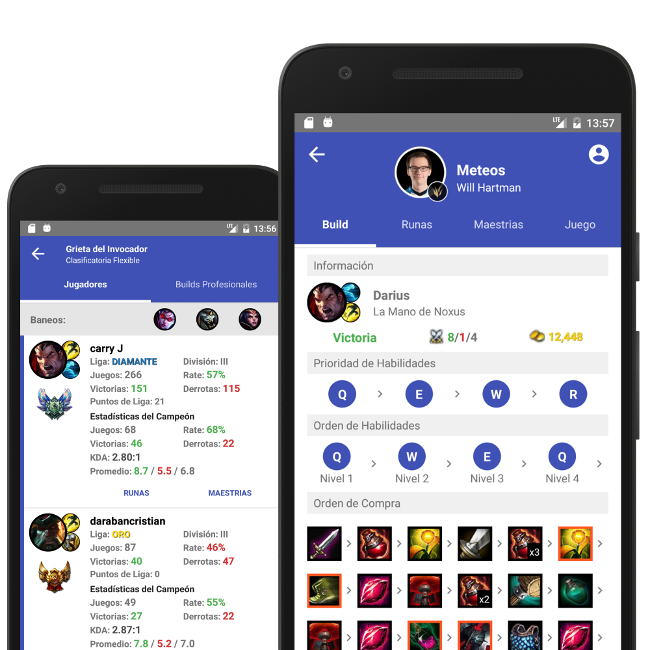 LTE 13:56
Grieta del Invocador
Clasificatoria Flexible
Jugadores Builds Profesionales
Baneos:
carry J
Liga: DIAMANTE División: III
Juegos: 266 Rate: 57%
Victorias: 151 Derrotas: 115
Puntos de Liga: 21
Estadísticas del Campeón
Juegos: 68 Rate: 68%
Victorias: 46 Derrotas: 22
KDA: 2.80:1
Promedio: 8.7 / 5.5 / 6.8
RUNAS MAESTRIAS
darabancristian
Liga: ORO División: III
Juegos: 87 Rate: 46%
Victorias: 40 Derrotas: 47
Puntos de Liga: 0
Estadísticas del Campeón
Juegos: 49 Rate: 55%
Victorias: 27 Derrotas: 22
KDA: 2.87:1
Promedio: 7.8 / 5.2 / 7.0
LTE 13:57
Meteos
Will Hartman
Build Runas Maestrias Juego
Información
Darius
La Mano de Noxus
Victoria 8/1/4 12,448
Prioridad de Habilidades
Q > E > W > R
Orden de Habilidades
Q > W > E > Q >
Nivel 1 Nivel 2 Nivel 3 Nivel 4
Orden de Compra
x3
x2